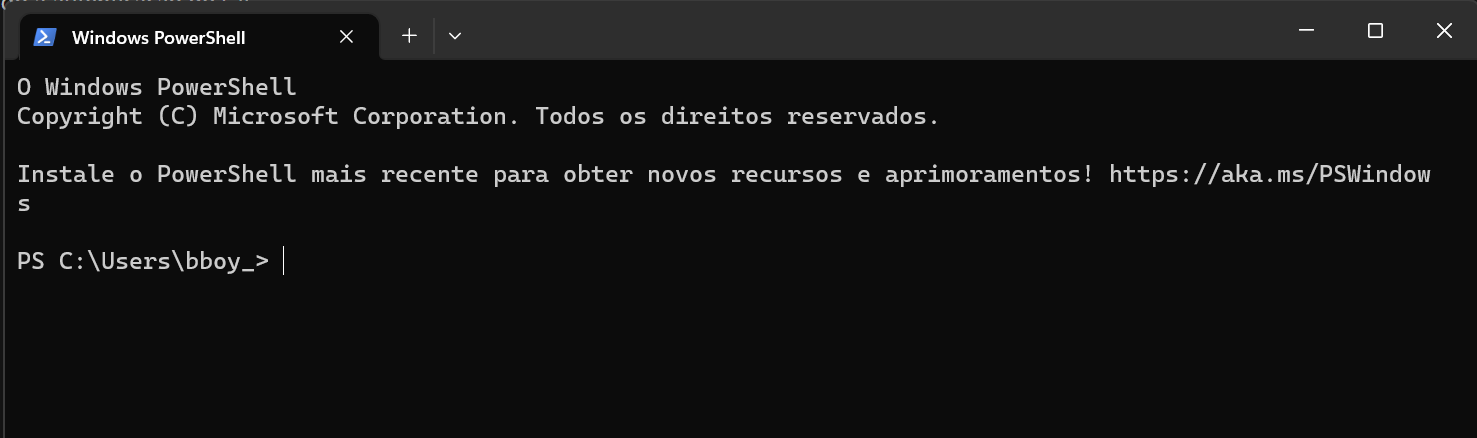 Windows PowerShell
O Windows PowerShell
Copyright (C) Microsoft Corporation. Todos os direitos reservados.
Instale o PowerShell mais recente para obter novos recursos e aprimoramentos! https://aka.ms/PSWindow
s
PS C:\Users\bboy_>